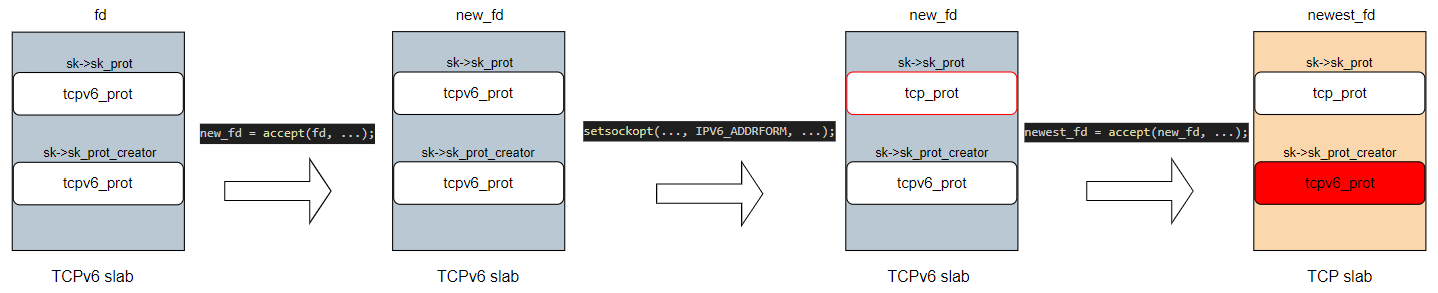 fd
new_fd
new_fd
newest_fd
sk->sk_prot
sk->sk_prot
sk->sk_prot
sk->sk_prot
tcpv6_prot
tcpv6_prot
tcp_prot
tcp_prot
new_fd = accept(fd, ...);
setsockopt(..., IPV6_ADDRFORM, ...);
newest_fd = accept(new_fd, ...);
sk->sk_prot_creator
sk->sk_prot_creator
sk->sk_prot_creator
sk->sk_prot_creator
tcpv6_prot
tcpv6_prot
tcpv6_prot
tcpv6_prot
TCPv6 slab
TCPv6 slab
TCPv6 slab
TCP slab